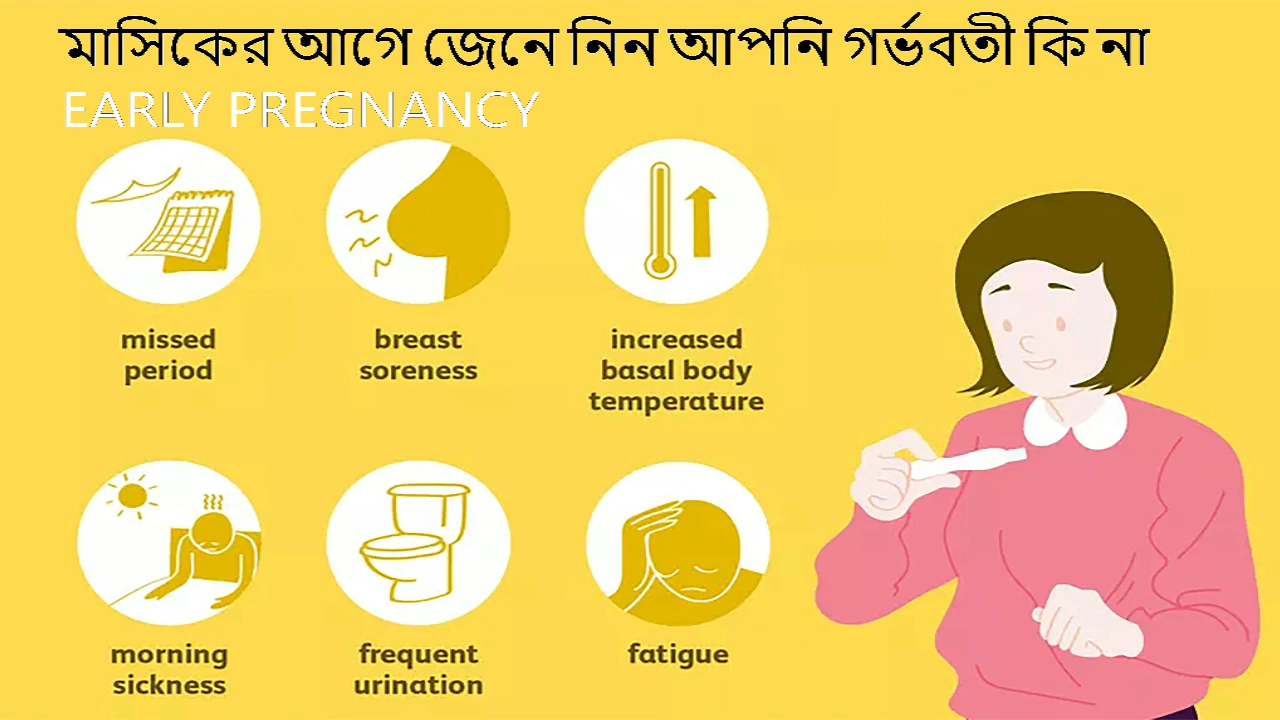 মাসিকের আগে জেনে নিন আপনি গর্ভবতী কি না
EARLY PREGNANCY
missed
period
breast
soreness
increased
basal body
temperature
morning
sickness
frequent
urination
fatigue